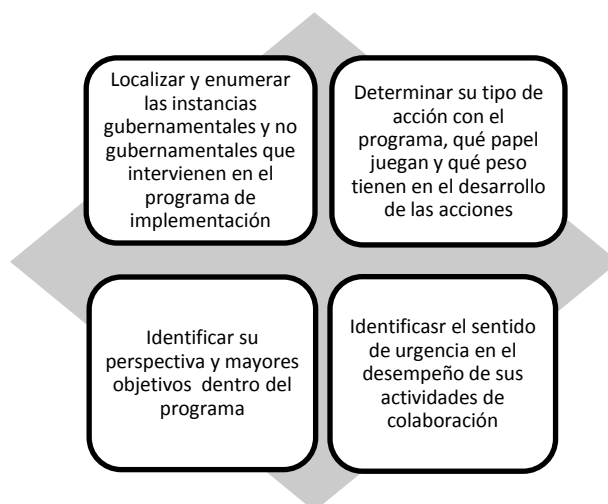 Localizar y enumerar
las instancias
gubernamentales y no
gubernamentales que
intervienen en el
programa de
implementación
Determinar su tipo de
acción con el
programa, qué papel
juegan y qué peso
tienen en el desarrollo
de las acciones
Identificar su
perspectiva y mayores
objetivos dentro del
programa
Identificasr el sentido
de urgencia en el
desempeño de sus
actividades de
colaboración